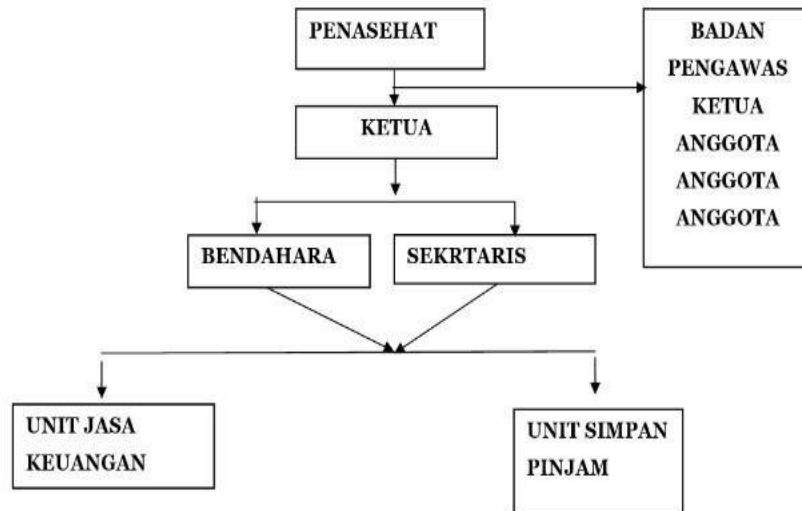 PENASEHAT
BADAN
PENGAWAS
KETUA
ANGGOTA
ANGGOTA
ANGGOTA
KETUA
BENDAHARA
SEKRTARIS
UNIT JASA
KEUANGAN
UNIT SIMPAN
PINJAM